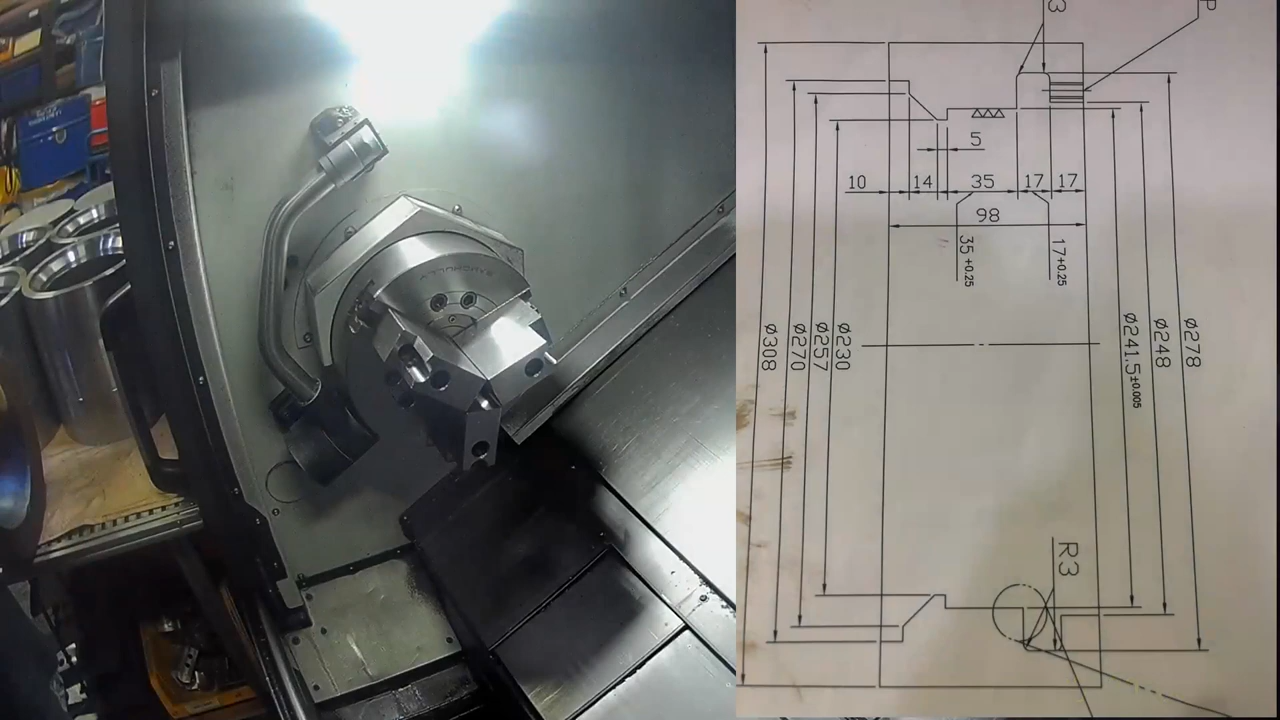 3
P
5
10
14
35
17
17
98
35 +0.25
17+0.25
Ø308
Ø270
Ø257
Ø230
Ø241.5±0.005
Ø248
Ø278
R3